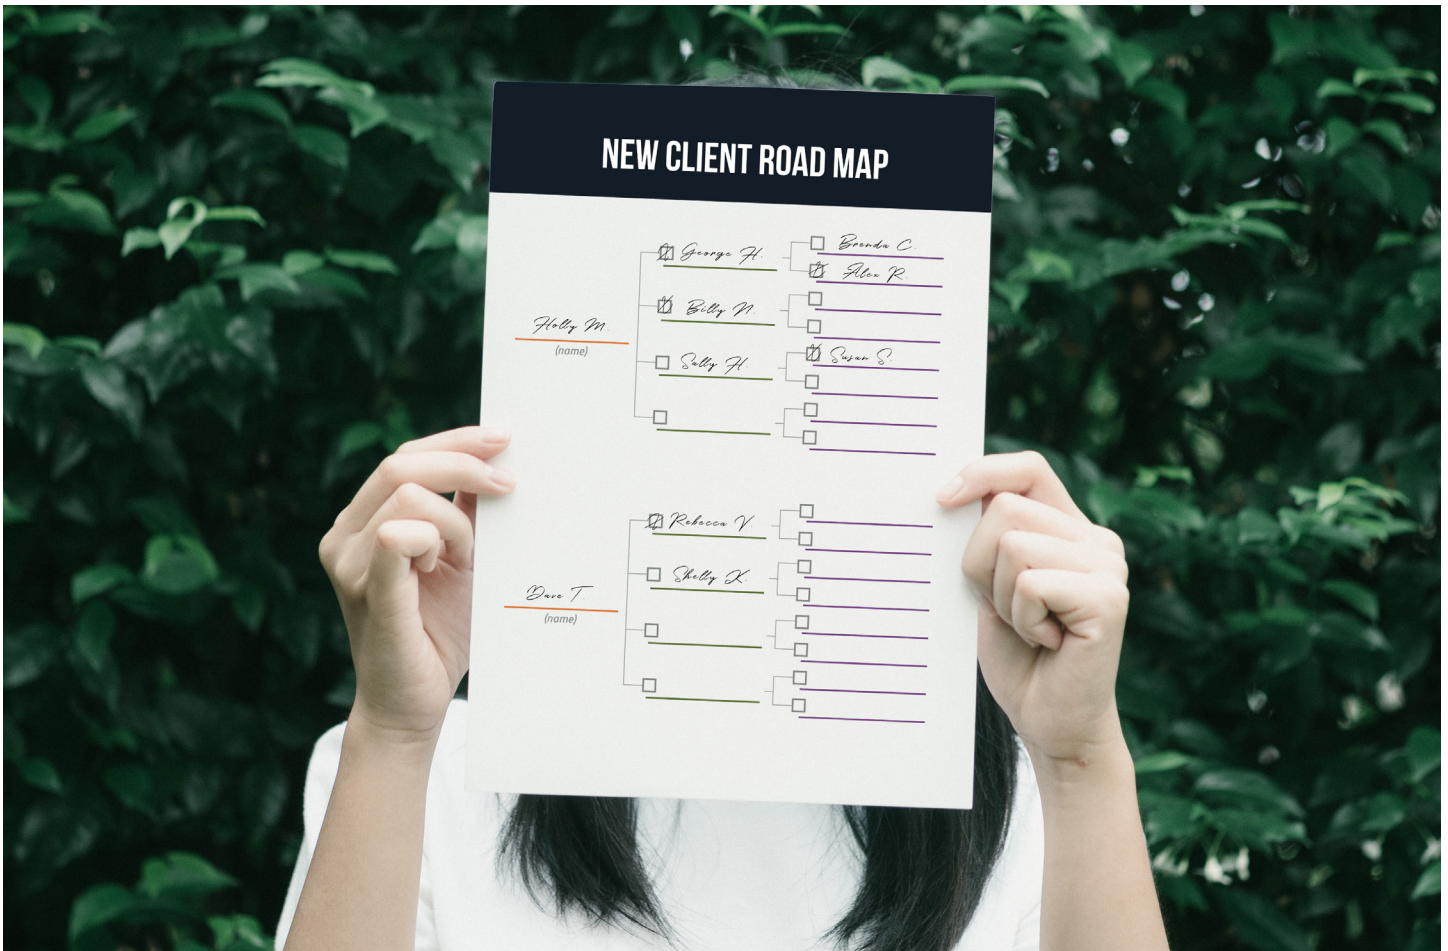 NEW CLIENT ROAD MAP
Holly M.
(name)
George H.
Brenda C.
Alex R.
Billy N.
Sally H.
Susan S.
Dave T.
(name)
Rebecca V.
Shelly K.